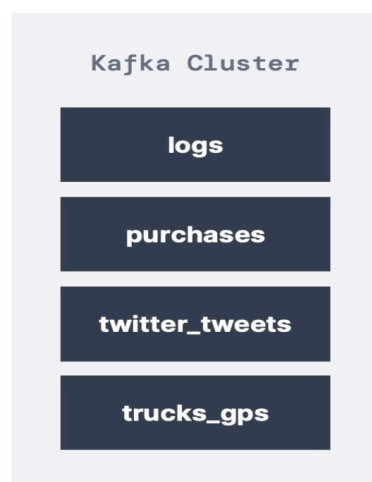 Kafka Cluster
logs
purchases
twitter_tweets
trucks_gps